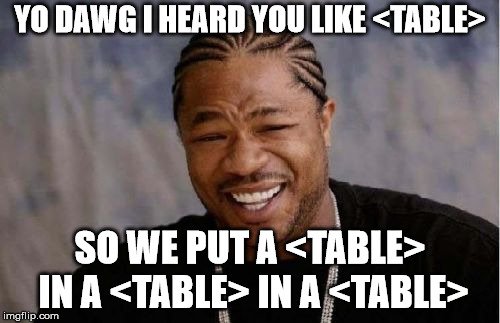 YO DAWG I HEARD YOU LIKE <TABLE>
SO WE PUT A <TABLE>
IN A <TABLE> IN A <TABLE>
imgflip.com